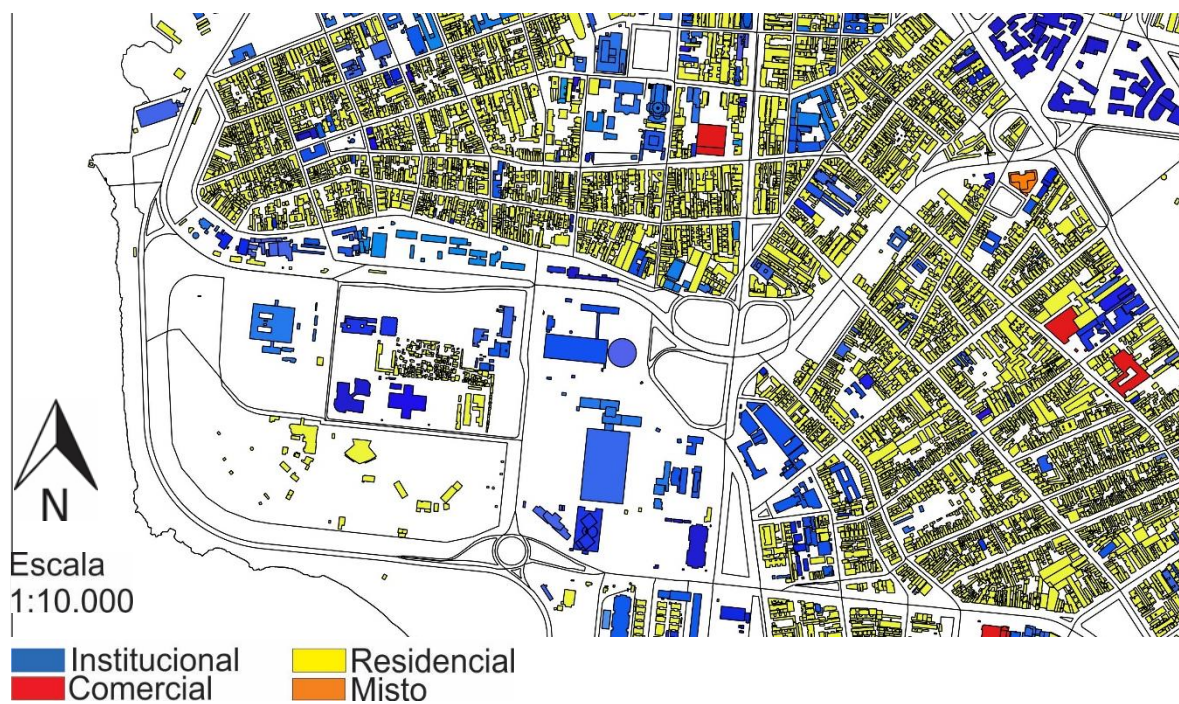 N
Escala
1:10.000
Institucional
Residencial
Comercial
Misto